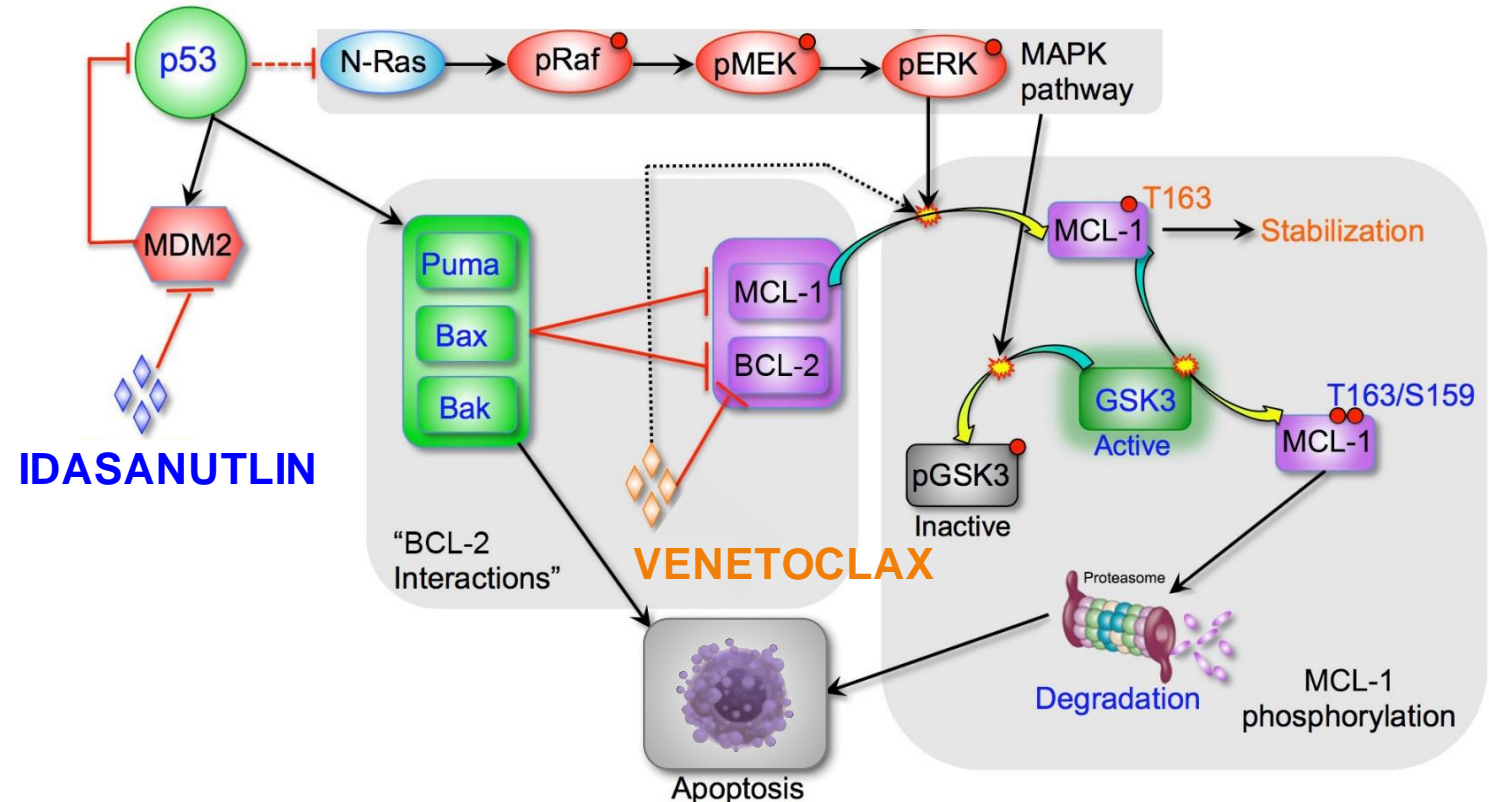 p53
N-Ras
pRaf
pMEK
pERK
MAPK
pathway
MDM2
Puma
Bax
Bak
MCL-1
BCL-2
MCL-1
T163
Stabilization
GSK3
Active
T163/S159
MCL-1
pGSK3
Inactive
IDASANUTLIN
"BCL-2
Interactions"
VENETOCLAX
Proteasome
Degradation
MCL-1
phosphorylation
Apoptosis